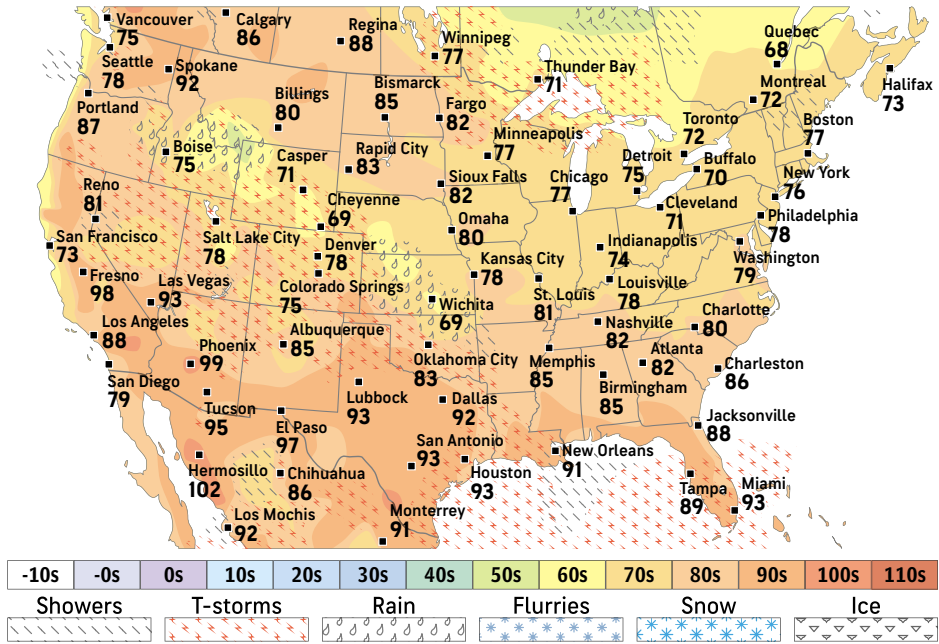 Vancouver
75
Calgary
86
Regina
88
Winnipeg
77
Quebec
68
Seattle
78
Spokane
92
Thunder Bay
71
Montreal
72
Halifax
73
Portland
87
Billings
80
Bismarck
85
Fargo
82
Toronto
72
Boston
77
Boise
75
Casper
71
Rapid City
83
Minneapolis
77
Detroit
75
Buffalo
70
New York
76
Reno
81
Cheyenne
69
Sioux Falls
82
Chicago
77
Cleveland
71
Philadelphia
78
San Francisco
73
Salt Lake City
78
Denver
78
Omaha
80
Indianapolis
74
Washington
79
Fresno
98
Las Vegas
93
Colorado Springs
75
Kansas City
78
St. Louis
81
Louisville
78
Los Angeles
88
Phoenix
99
Albuquerque
85
Wichita
69
Nashville
82
Charlotte
80
San Diego
79
Oklahoma City
83
Memphis
85
Atlanta
82
Charleston
86
Tucson
95
Lubbock
93
Dallas
92
Birmingham
85
El Paso
97
San Antonio
93
Jacksonville
88
Hermosillo
102
Chihuahua
86
Houston
93
New Orleans
91
Tampa
89
Miami
93
Los Mochis
92
Monterrey
91
-10s -0s 0s 10s 20s 30s 40s 50s 60s 70s 80s 90s 100s 110s
Showers T-storms Rain Flurries Snow Ice